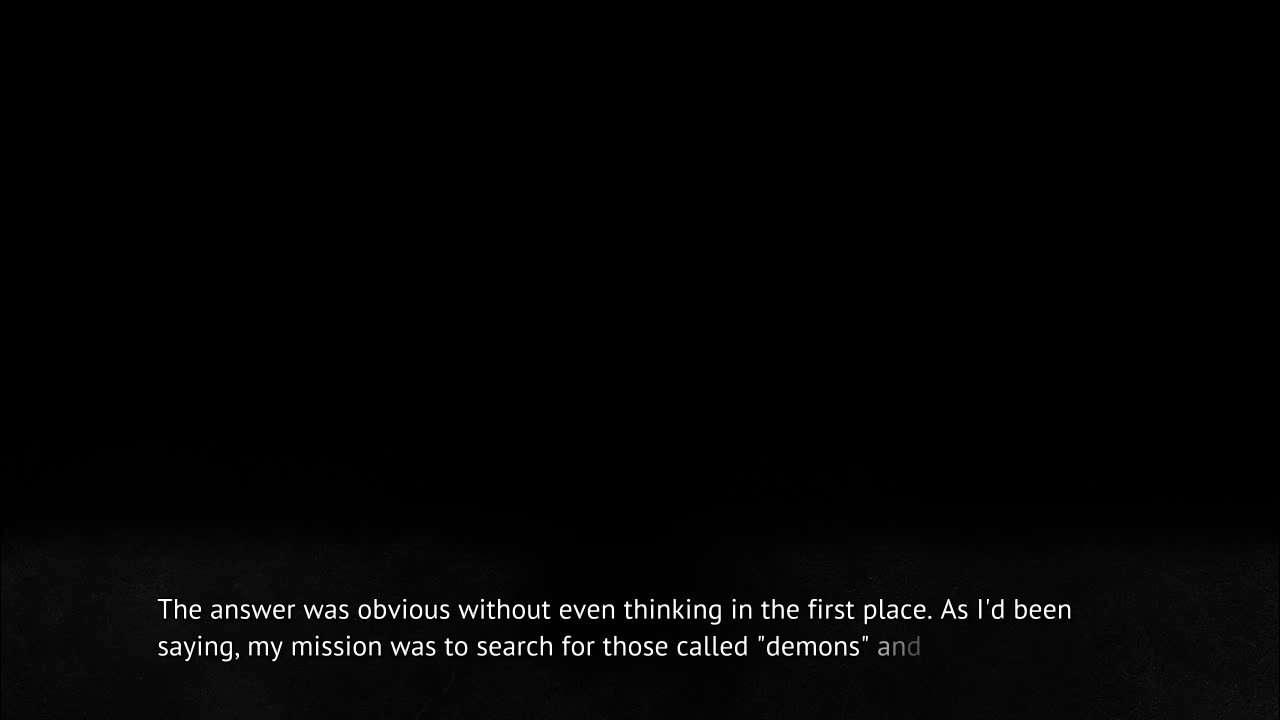 The answer was obvious without even thinking in the first place. As I'd been
saying, my mission was to search for those called "demons" and